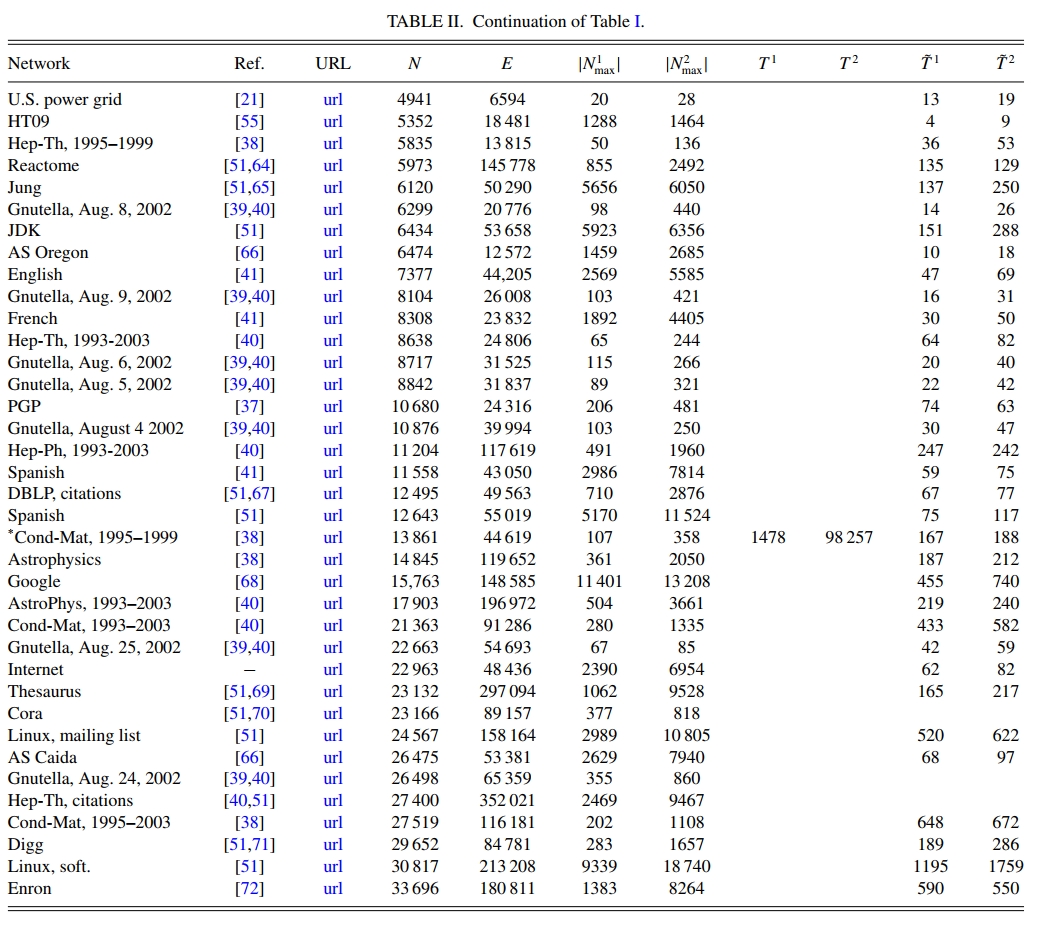 TABLE II. Continuation of Table I.
Network Ref. URL N E |N¹max| |N²max| T¹ T² T̃¹ T̃²
U.S. power grid [21] url 4941 6594 20 28 13 19
HT09 [55] url 5352 18 481 1288 1464 4 9
Hep-Th, 1995–1999 [38] url 5835 13 815 50 136 36 53
Reactome [51,64] url 5973 145 778 855 2492 135 129
Jung [51,65] url 6120 50 290 5656 6050 137 250
Gnutella, Aug. 8, 2002 [39,40] url 6299 20 776 98 440 14 26
JDK [51] url 6434 53 658 5923 6356 151 288
AS Oregon [66] url 6474 12 572 1459 2685 10 18
English [41] url 7377 44,205 2569 5585 47 69
Gnutella, Aug. 9, 2002 [39,40] url 8104 26 008 103 421 16 31
French [41] url 8308 23 832 1892 4405 30 50
Hep-Th, 1993-2003 [40] url 8638 24 806 65 244 64 82
Gnutella, Aug. 6, 2002 [39,40] url 8717 31 525 115 266 20 40
Gnutella, Aug. 5, 2002 [39,40] url 8842 31 837 89 321 22 42
PGP [37] url 10 680 24 316 206 481 74 63
Gnutella, August 4 2002 [39,40] url 10 876 39 994 103 250 30 47
Hep-Ph, 1993-2003 [40] url 11 204 117 619 491 1960 247 242
Spanish [41] url 11 558 43 050 2986 7814 59 75
DBLP, citations [51,67] url 12 495 49 563 710 2876 67 77
Spanish [51] url 12 643 55 019 5170 11 524 75 117
*Cond-Mat, 1995–1999 [38] url 13 861 44 619 107 358 1478 98 257 167 188
Astrophysics [38] url 14 845 119 652 361 2050 187 212
Google [68] url 15,763 148 585 11 401 13 208 455 740
AstroPhys, 1993–2003 [40] url 17 903 196 972 504 3661 219 240
Cond-Mat, 1993–2003 [40] url 21 363 91 286 280 1335 433 582
Gnutella, Aug. 25, 2002 [39,40] url 22 663 54 693 67 85 42 59
Internet – url 22 963 48 436 2390 6954 62 82
Thesaurus [51,69] url 23 132 297 094 1062 9528 165 217
Cora [51,70] url 23 166 89 157 377 818
Linux, mailing list [51] url 24 567 158 164 2989 10 805 520 622
AS Caida [66] url 26 475 53 381 2629 7940 68 97
Gnutella, Aug. 24, 2002 [39,40] url 26 498 65 359 355 860
Hep-Th, citations [40,51] url 27 400 352 021 2469 9467
Cond-Mat, 1995–2003 [38] url 27 519 116 181 202 1108 648 672
Digg [51,71] url 29 652 84 781 283 1657 189 286
Linux, soft. [51] url 30 817 213 208 9339 18 740 1195 1759
Enron [72] url 33 696 180 811 1383 8264 590 550